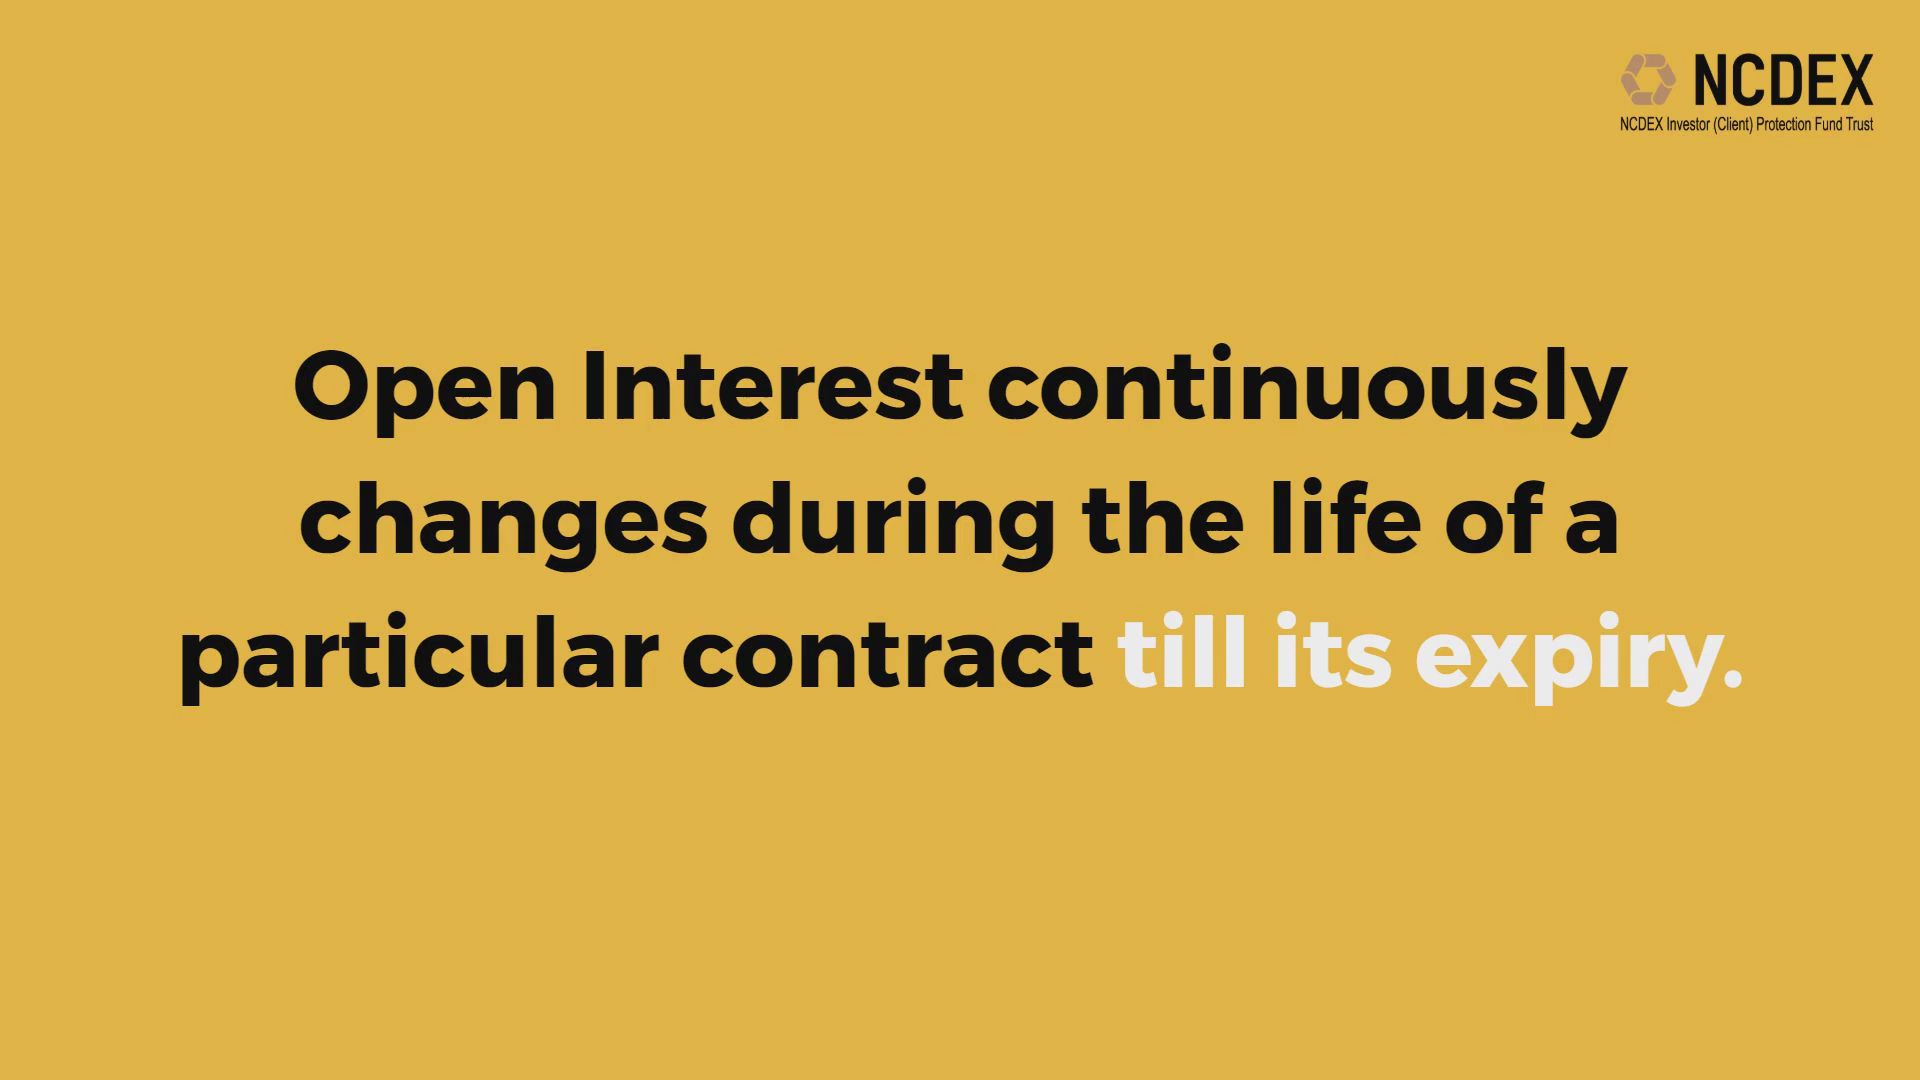 NCDEX
NCDEX Investor (Client) Protection Fund Trust
Open Interest continuously
changes during the life of a
particular contract till its expiry.